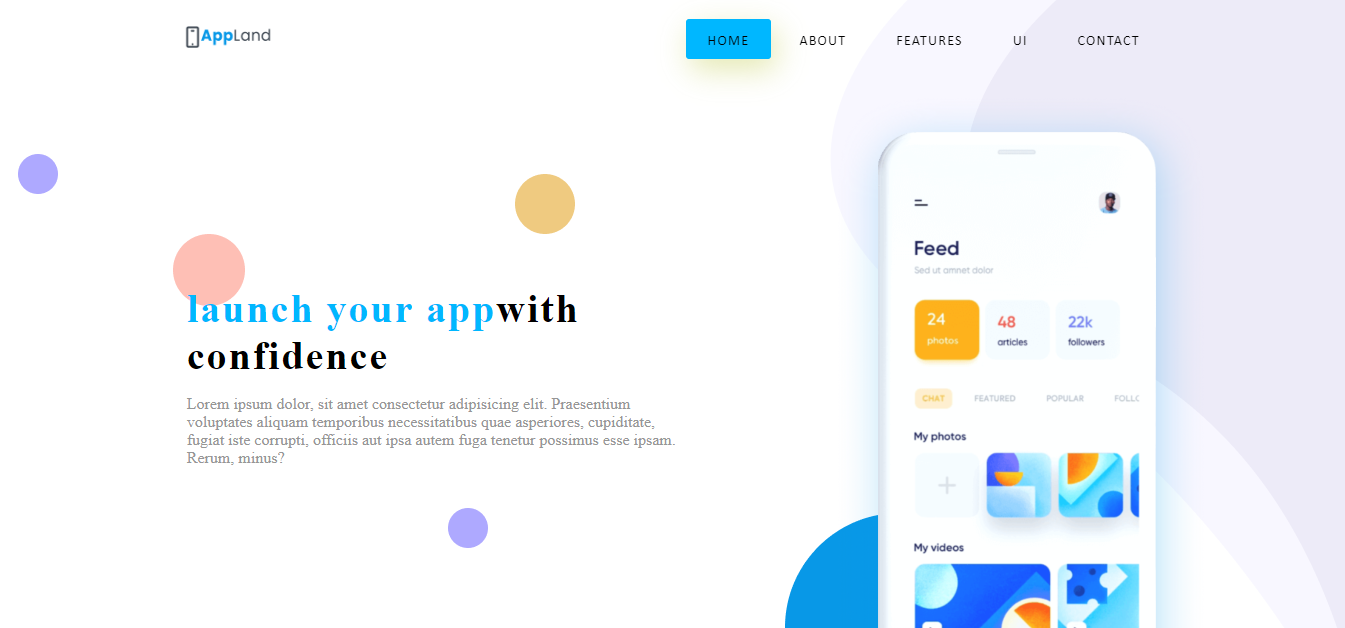 AppLand
HOME ABOUT FEATURES UI CONTACT
launch your appwith
confidence
Lorem ipsum dolor, sit amet consectetur adipisicing elit. Praesentium
voluptates aliquam temporibus necessitatibus quae asperiores, cupiditate,
fugiat iste corrupti, officiis aut ipsa autem fuga tenetur possimus esse ipsam.
Rerum, minus?
Feed
Sed ut amnet dolor
24 48 22k
photos articles followers
CHAT FEATURED POPULAR FOLLO
My photos
My videos